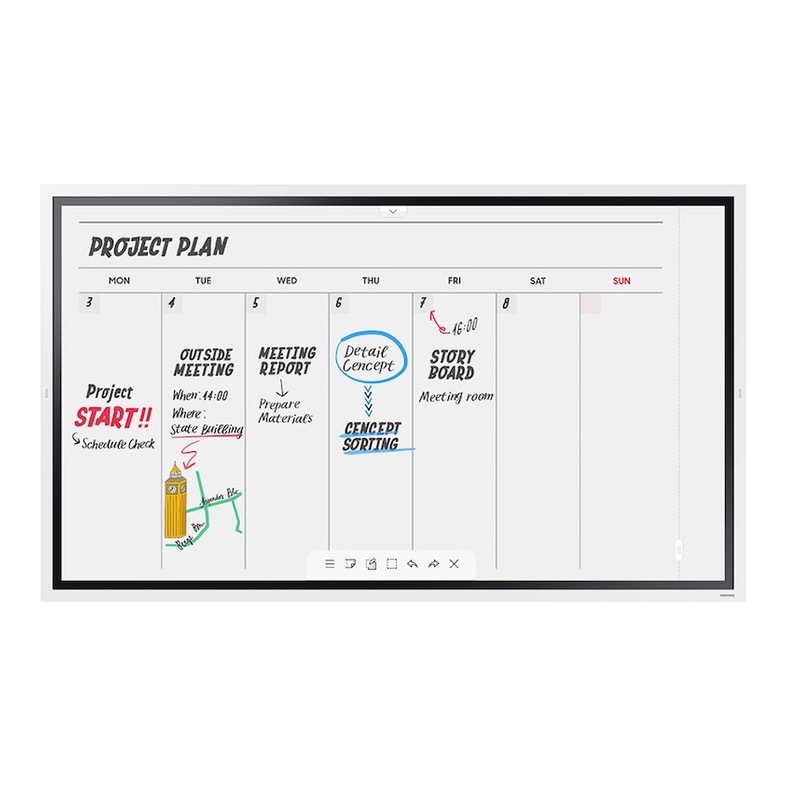 PROJECT PLAN
MON TUE WED THU FRI SAT SUN
3 4 5 6 7 8
Project
START!!
Schedule Check
OUTSIDE
MEETING
When: 14:00
Where:
State Building
MEETING
REPORT
Prepare
Materials
Detail
Concept
CENCEPT
SORTING
16:00
STORY
BOARD
Meeting room
SAMSUNG